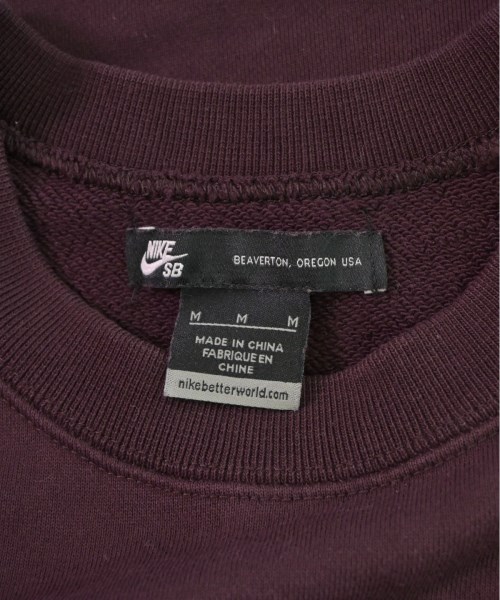 NIKE
SB
BEAVERTON, OREGON USA
M M M
MADE IN CHINA
FABRIQUE EN
CHINE
nikebetterworld.com